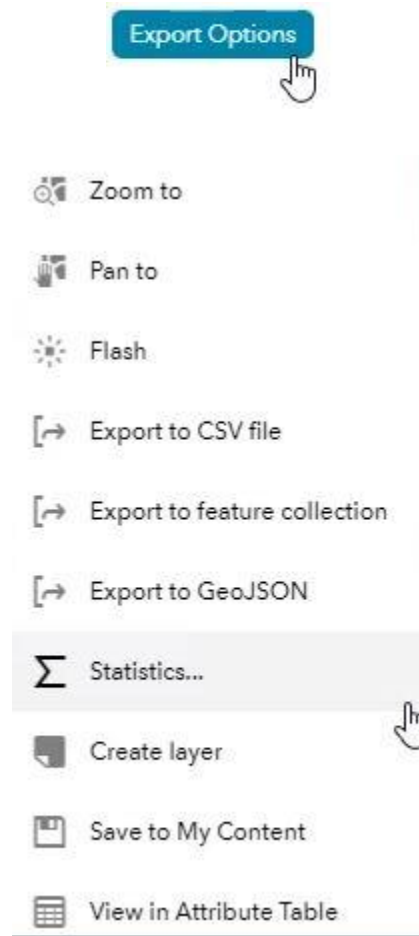 Export Options
Zoom to
Pan to
Flash
Export to CSV file
Export to feature collection
Export to GeoJSON
Statistics...
Create layer
Save to My Content
View in Attribute Table